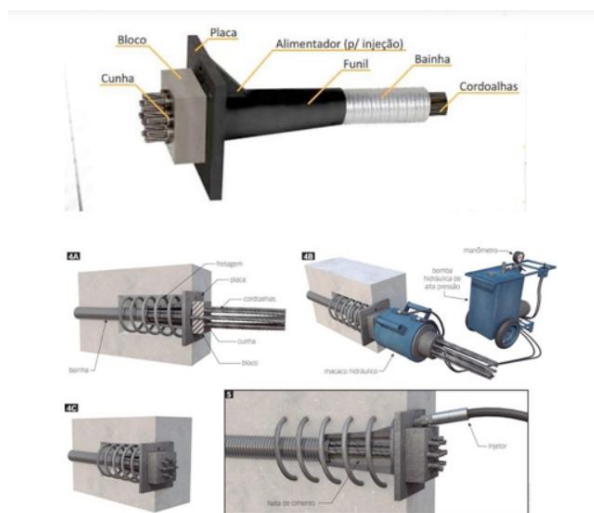 Placa
Bloco
Alimentador (p/ injeção)
Funil
Bainha
Cunha
Cordoalhas
4A
fretagem
placa
cordoalhas
cunha
bloco
bainha
4B
manômetro
bomba
hidráulica de
alta pressão
macaco hidráulico
4C
5
injetor
Nata de cimento